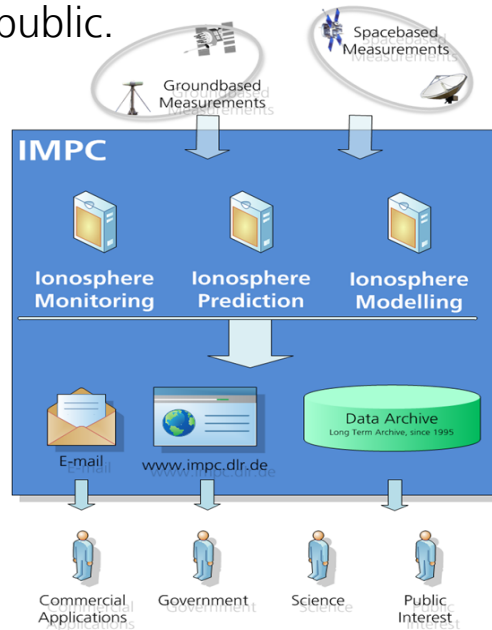 public.
Groundbased
Measurements
Spacebased
Measurements
IMPC
Ionosphere
Monitoring
Ionosphere
Prediction
Ionosphere
Modelling
E-mail
www.impc.dlr.de
Data Archive
Long Term Archive, since 1995
Commercial
Applications
Government
Science
Public
Interest